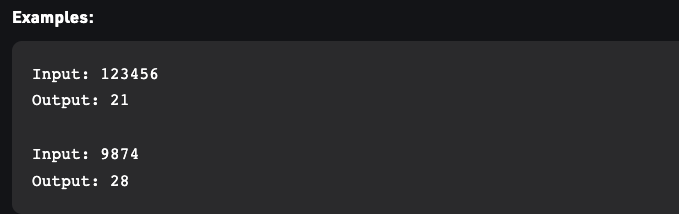 Examples:
Input: 123456
Output: 21
Input: 9874
Output: 28